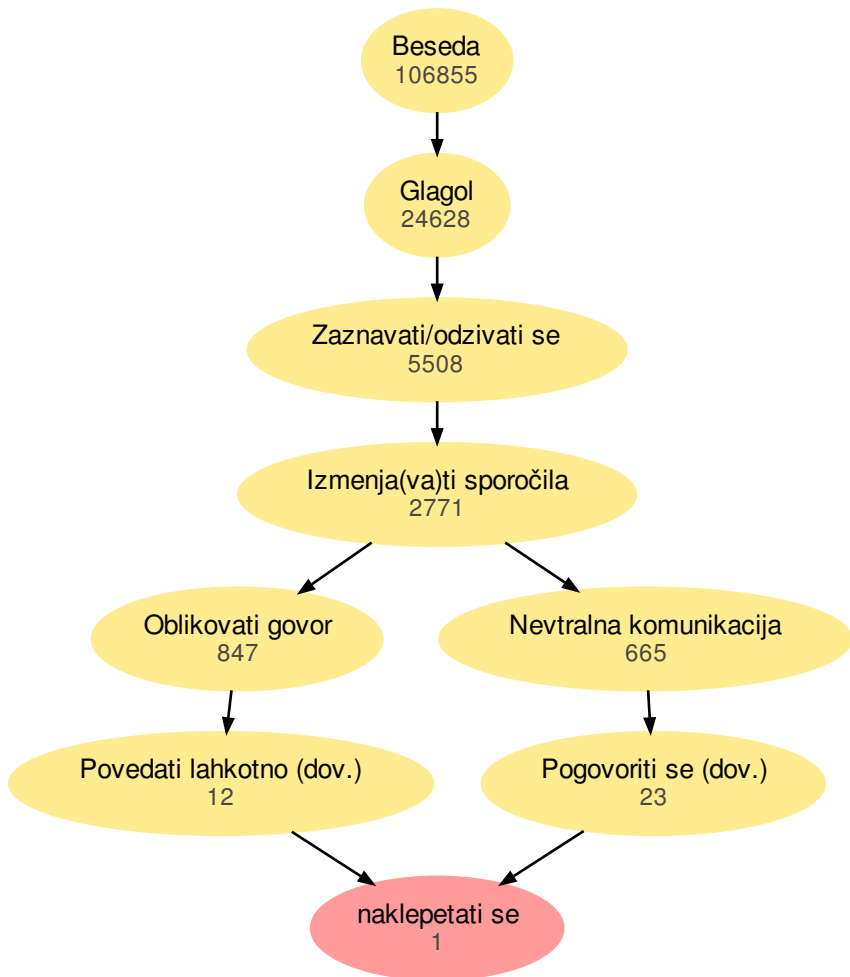 Beseda
106855
Glagol
24628
Zaznavati/odzivati se
5508
Izmenja(va)ti sporočila
2771
Oblikovati govor
847
Nevtralna komunikacija
665
Povedati lahkotno (dov.)
12
Pogovoriti se (dov.)
23
naklepetati se
1